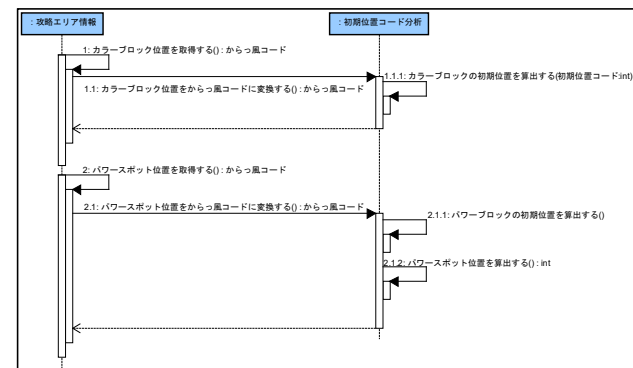 : 攻略エリア情報
: 初期位置コード分析
1: カラーブロック位置を取得する() : からっ風コード
1.1.1: カラーブロックの初期位置を算出する(初期位置コード:int)
1.1: カラーブロック位置をからっ風コードに変換する() : からっ風コード
2: パワースポット位置を取得する() : からっ風コード
2.1: パワースポット位置をからっ風コードに変換する() : からっ風コード
2.1.1: パワーブロックの初期位置を算出する()
2.1.2: パワースポット位置を算出する() : int